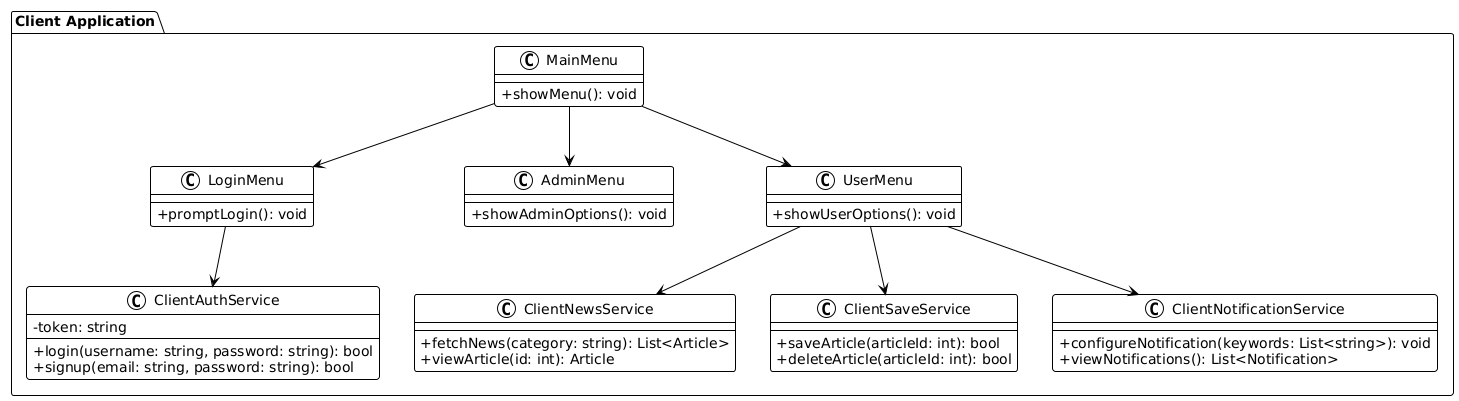 Client Application
C MainMenu
+showMenu(): void
C LoginMenu
+promptLogin(): void
C AdminMenu
+showAdminOptions(): void
C UserMenu
+showUserOptions(): void
C ClientAuthService
-token: string
+login(username: string, password: string): bool
+signup(email: string, password: string): bool
C ClientNewsService
+fetchNews(category: string): List<Article>
+viewArticle(id: int): Article
C ClientSaveService
+saveArticle(articleId: int): bool
+deleteArticle(articleId: int): bool
C ClientNotificationService
+configureNotification(keywords: List<string>): void
+viewNotifications(): List<Notification>